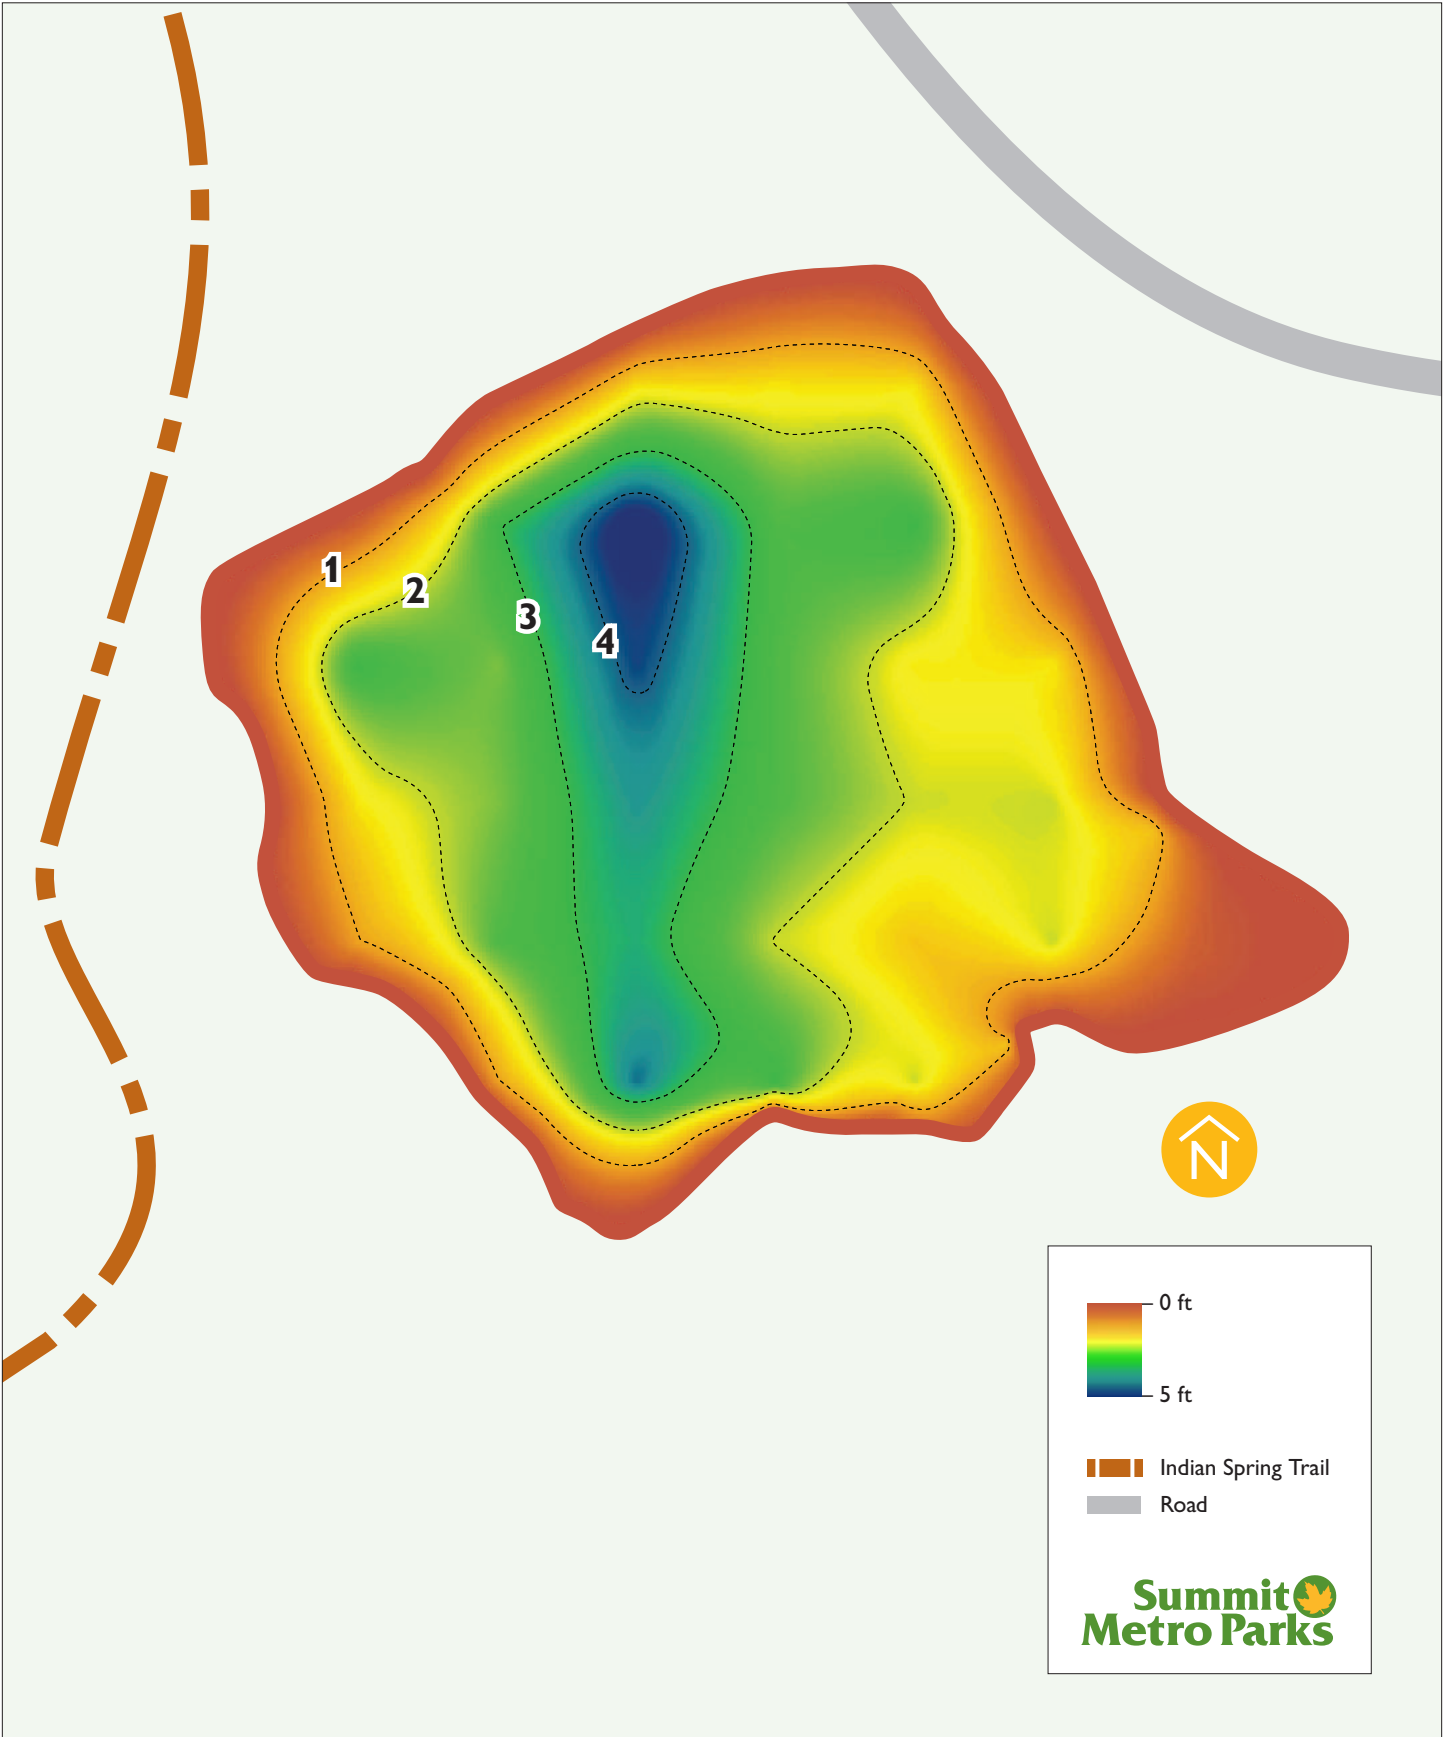 1
2
3
4
N
0 ft
5 ft
Indian Spring Trail
Road
Summit
Metro Parks